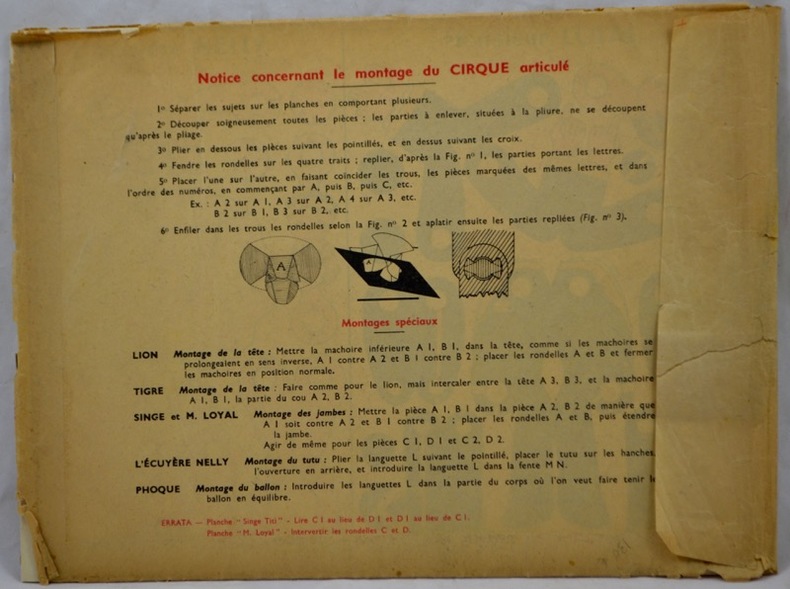 Notice concernant le montage du CIRQUE articulé
1º Séparer les sujets sur les planches en comportant plusieurs.
2º Découper soigneusement toutes les pièces ; les parties à enlever, situées à la pliure, ne se découpent
qu'après le pliage.
3º Plier en dessous les pièces suivant les pointillés, et en dessus suivant les croix.
4º Fendre les rondelles sur les quatre traits ; replier, d'après la Fig. nº 1, les parties portant les lettres.
5º Placer l'une sur l'autre, en faisant coïncider les trous, les pièces marquées des mêmes lettres, et dans
l'ordre des numéros, en commençant par A, puis B, puis C, etc.
Ex. : A 2 sur A 1, A 3 sur A 2, A 4 sur A 3, etc.
B 2 sur B 1, B 3 sur B 2, etc.
6º Enfiler dans les trous les rondelles selon la Fig. nº 2 et aplatir ensuite les parties repliées (Fig. nº 3).
A
Montages spéciaux
LION Montage de la tête : Mettre la machoire inférieure A 1, B 1, dans la tête, comme si les machoires se
prolongeaient en sens inverse, A 1 contre A 2 et B 1 contre B 2 ; placer les rondelles A et B et fermer
les machoires en position normale.
TIGRE Montage de la tête : Faire comme pour le lion, mais intercaler entre la tête A 3, B 3, et la machoire
A 1, B 1, la partie du cou A 2, B 2.
SINGE et M. LOYAL Montage des jambes : Mettre la pièce A 1, B 1 dans la pièce A 2, B 2 de manière que
A 1 soit contre A 2 et B 1 contre B 2 ; placer les rondelles A et B, puis étendre
la jambe.
Agir de même pour les pièces C 1, D 1 et C 2, D 2.
L'ÉCUYÈRE NELLY Montage du tutu : Plier la languette L suivant le pointillé, placer le tutu sur les hanches,
l'ouverture en arrière, et introduire la languette L dans la fente M N.
PHOQUE Montage du ballon : Introduire les languettes L dans la partie du corps où l'on veut faire tenir le
ballon en équilibre.
ERRATA — Planche "Singe Titi" - Lire C 1 au lieu de D 1 et D 1 au lieu de C 1.
Planche "M. Loyal" - Intervertir les rondelles C et D.